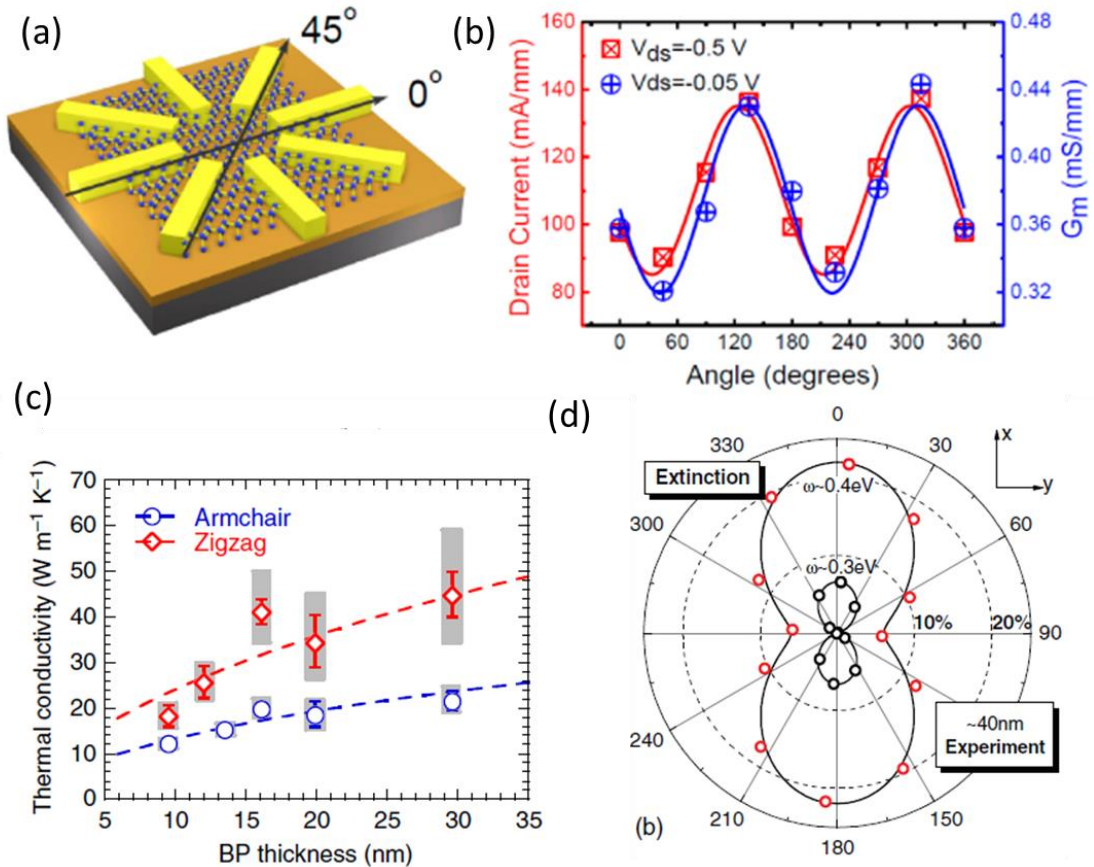 (a)
45°
0°
(b)
160
140
120
100
80
Drain Current (mA/mm)
V_ds=-0.5 V
Vds=-0.05 V
0.48
0.44
0.40
0.36
0.32
G_m (mS/mm)
0 60 120 180 240 300 360
Angle (degrees)
(c)
70
60
50
40
30
20
10
0
Thermal conductivity (W m⁻¹ K⁻¹)
Armchair
Zigzag
5 10 15 20 25 30 35
BP thickness (nm)
(d)
0
330 30
x
y
Extinction
ω~0.4eV
300 60
ω~0.3eV
10% 20% 90
240
~40nm
Experiment
210 150
(b)
180